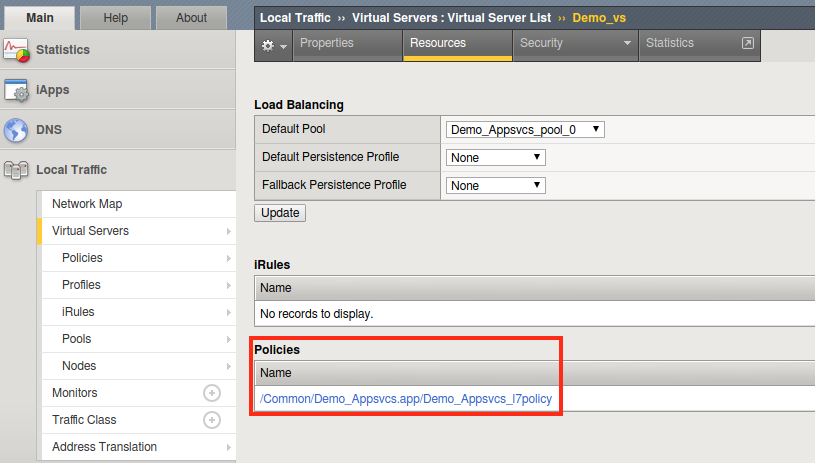 Main
Help
About
Local Traffic ›› Virtual Servers : Virtual Server List ›› Demo_vs
Properties
Resources
Security
Statistics
Statistics
iApps
DNS
Local Traffic
Network Map
Virtual Servers
Policies
Profiles
iRules
Pools
Nodes
Monitors
Traffic Class
Address Translation
Load Balancing
Default Pool
Demo_Appsvcs_pool_0
Default Persistence Profile
None
Fallback Persistence Profile
None
Update
iRules
Name
No records to display.
Policies
Name
/Common/Demo_Appsvcs.app/Demo_Appsvcs_l7policy